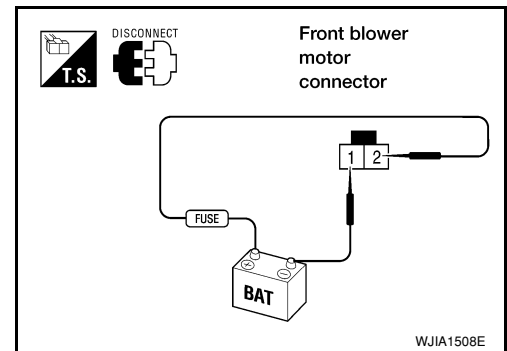 T.S.
DISCONNECT
Front blower
motor
connector
1 2
FUSE
+ -
BAT
WJIA1508E